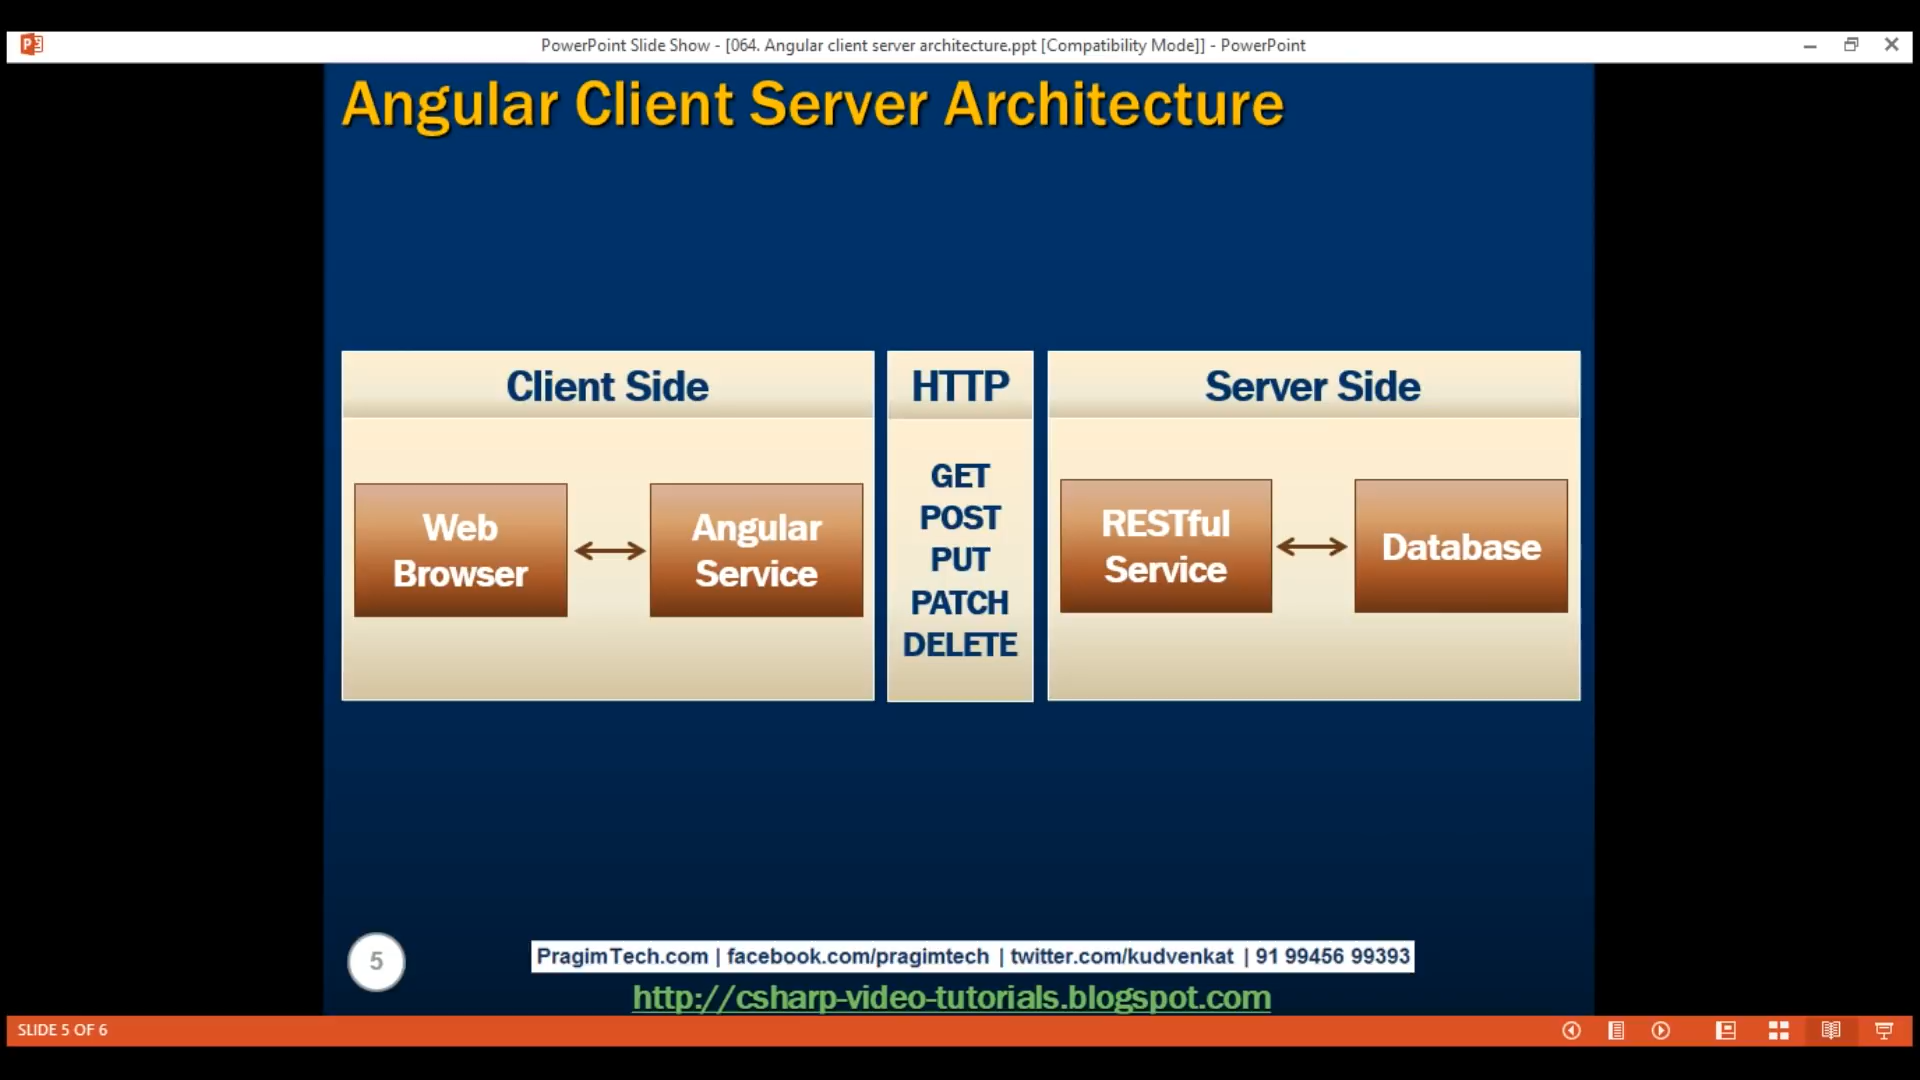 PowerPoint Slide Show - [064. Angular client server architecture.ppt [Compatibility Mode]] - PowerPoint
Angular Client Server Architecture
Client Side
HTTP
Server Side
Web
Browser
Angular
Service
GET
POST
PUT
PATCH
DELETE
RESTful
Service
Database
5
PragimTech.com | facebook.com/pragimtech | twitter.com/kudvenkat | 91 99456 99393
http://csharp-video-tutorials.blogspot.com
SLIDE 5 OF 6